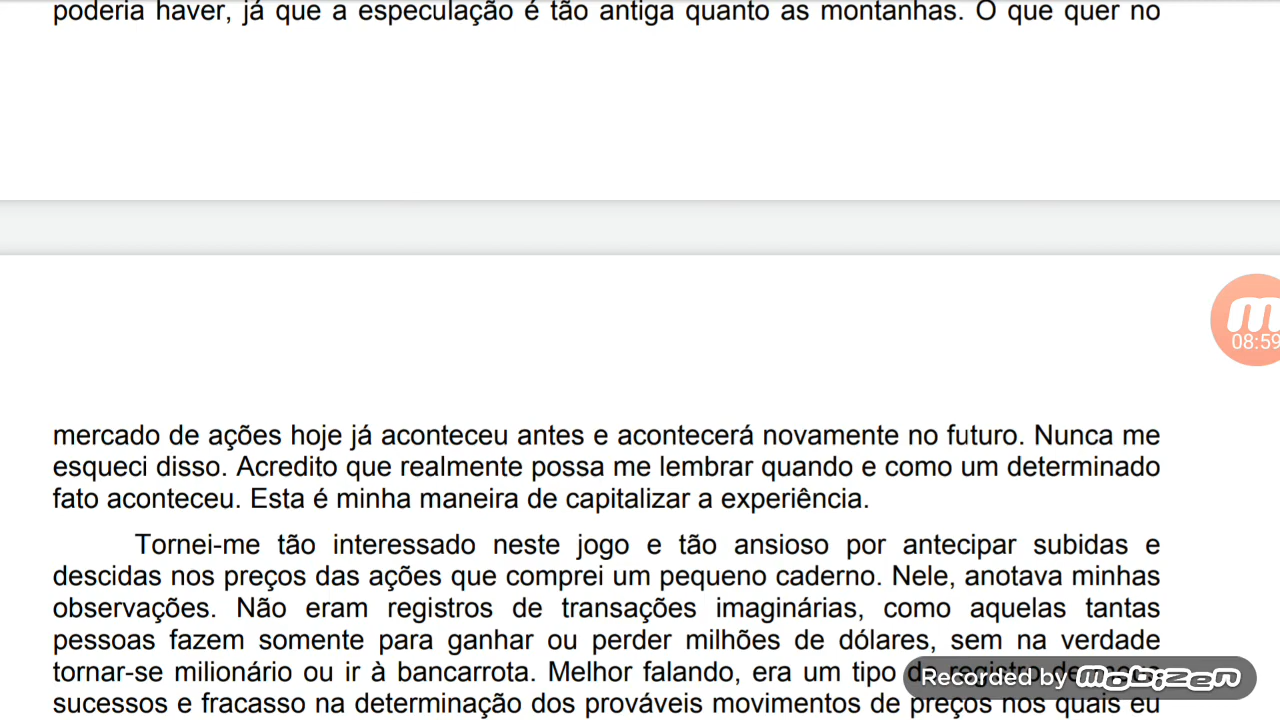 poderia haver, já que a especulação é tão antiga quanto as montanhas. O que quer no
08:59
mercado de ações hoje já aconteceu antes e acontecerá novamente no futuro. Nunca me
esqueci disso. Acredito que realmente possa me lembrar quando e como um determinado
fato aconteceu. Esta é minha maneira de capitalizar a experiência.
Tornei-me tão interessado neste jogo e tão ansioso por antecipar subidas e
descidas nos preços das ações que comprei um pequeno caderno. Nele, anotava minhas
observações. Não eram registros de transações imaginárias, como aquelas tantas
pessoas fazem somente para ganhar ou perder milhões de dólares, sem na verdade
tornar-se milionário ou ir à bancarrota. Melhor falando, era um tipo de registro de meus
sucessos e fracasso na determinação dos prováveis movimentos de preços nos quais eu
Recorded by mobizen